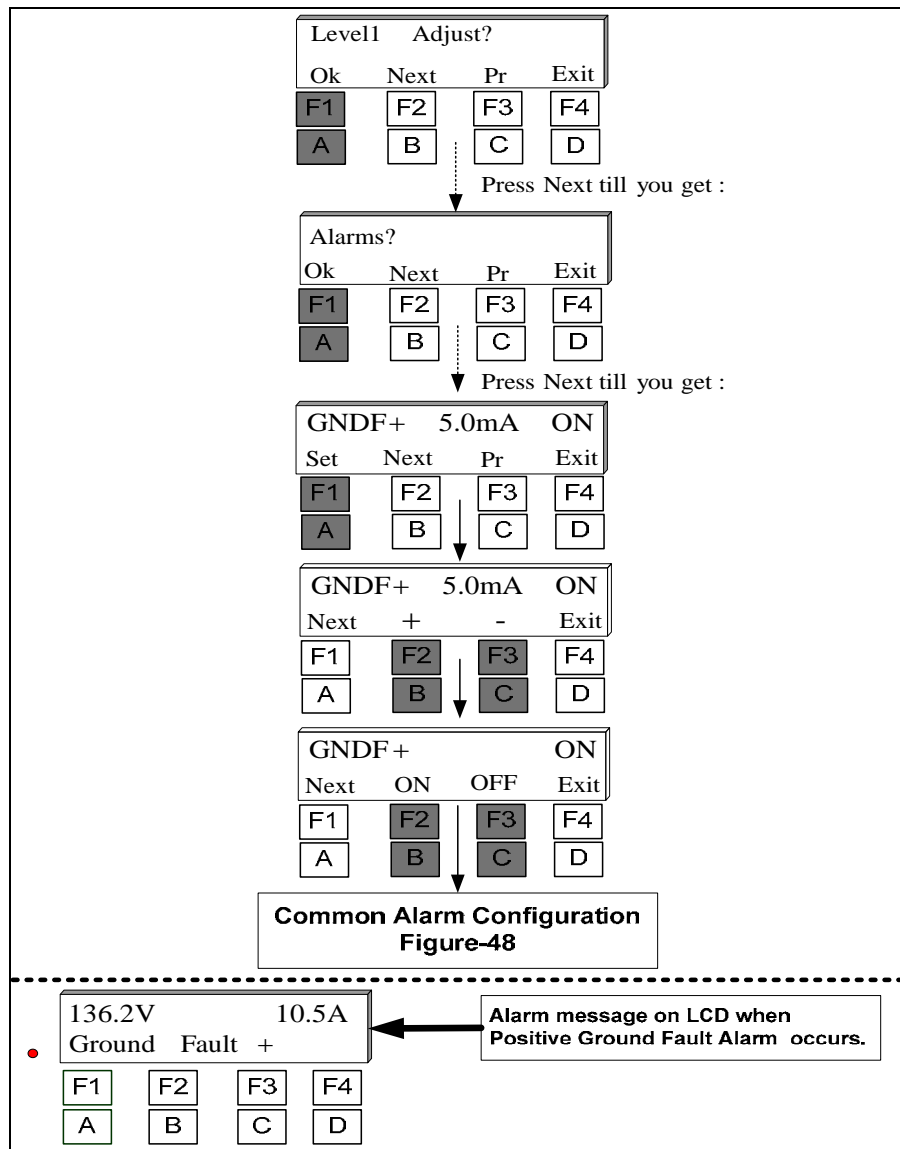 Level1 Adjust?
Ok Next Pr Exit
F1 F2 F3 F4
A B C D
Press Next till you get :
Alarms?
Ok Next Pr Exit
F1 F2 F3 F4
A B C D
Press Next till you get :
GNDF+ 5.0mA ON
Set Next Pr Exit
F1 F2 F3 F4
A B C D
GNDF+ 5.0mA ON
Next + - Exit
F1 F2 F3 F4
A B C D
GNDF+ ON
Next ON OFF Exit
F1 F2 F3 F4
A B C D
Common Alarm Configuration
Figure-48
136.2V 10.5A
Ground Fault +
Alarm message on LCD when
Positive Ground Fault Alarm occurs.
F1 F2 F3 F4
A B C D